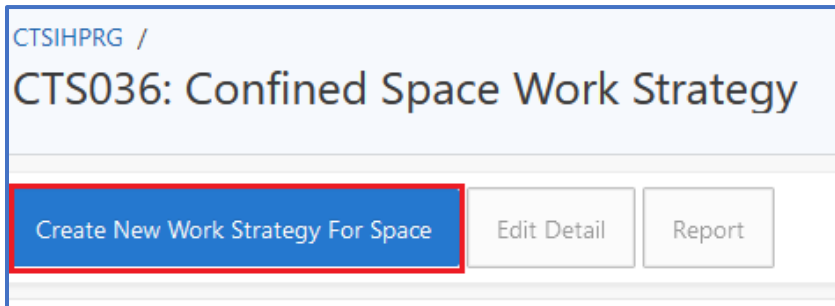 CTSIHPRG /
CTS036: Confined Space Work Strategy
Create New Work Strategy For Space Edit Detail Report